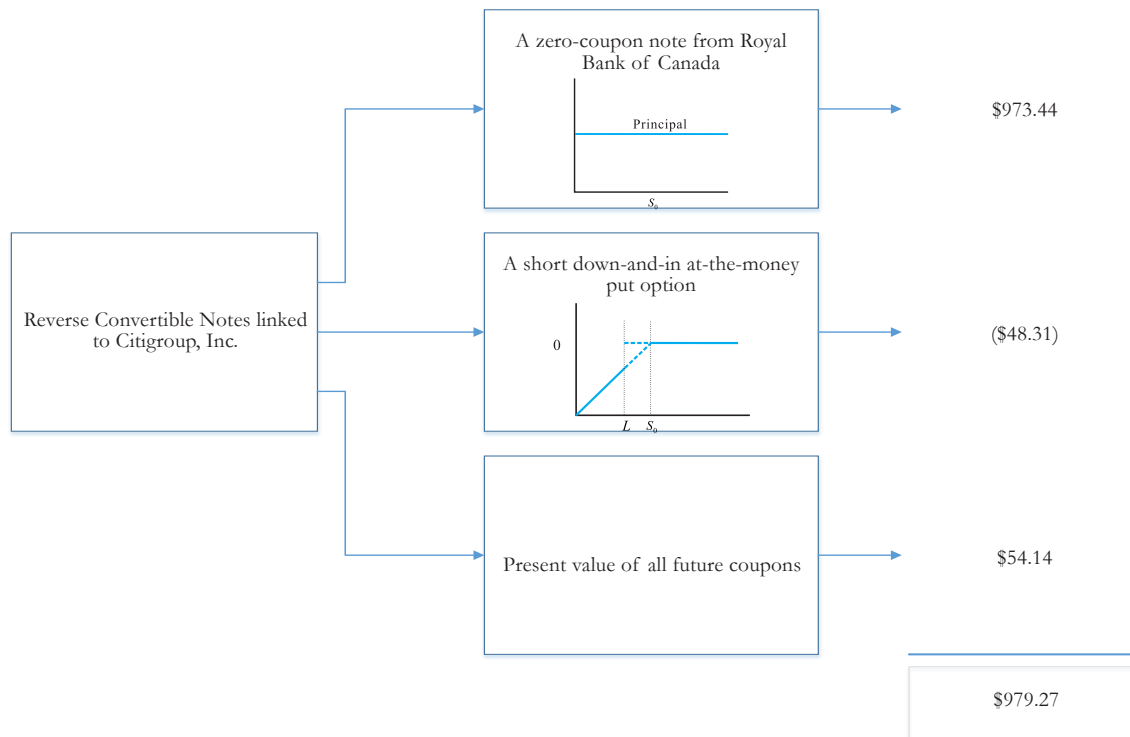 A zero-coupon note from Royal
Bank of Canada
Principal
S₀
$973.44
Reverse Convertible Notes linked
to Citigroup, Inc.
A short down-and-in at-the-money
put option
0
L S₀
($48.31)
Present value of all future coupons
$54.14
$979.27